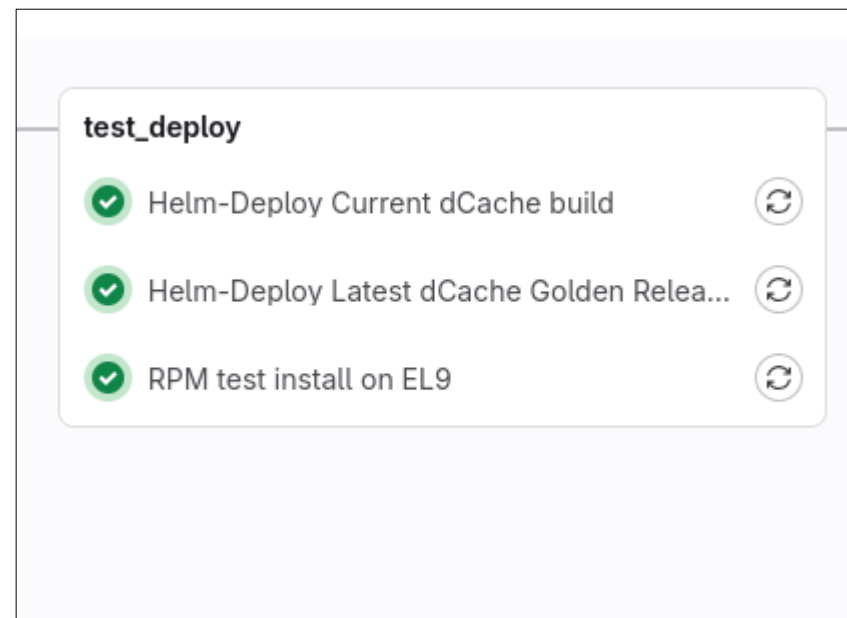 test_deploy
Helm-Deploy Current dCache build
Helm-Deploy Latest dCache Golden Relea...
RPM test install on EL9